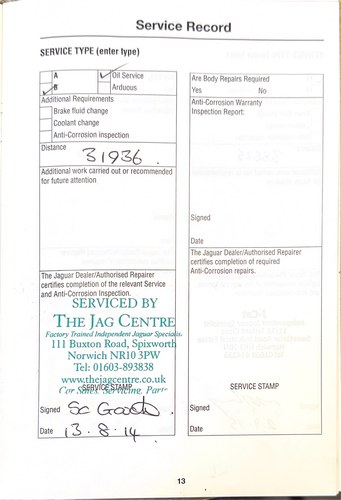 Service Record
SERVICE TYPE (enter type)
A
Oil Service
B
Arduous
Additional Requirements
Brake fluid change
Coolant change
Anti-Corrosion inspection
Distance
31936
Additional work carried out or recommended
for future attention
The Jaguar Dealer/Authorised Repairer
certifies completion of the relevant Service
and Anti-Corrosion Inspection.
SERVICED BY
THE JAG CENTRE
Factory Trained Independent Jaguar Specialis
111 Buxton Road, Spixworth
Norwich NR10 3PW
Tel: 01603-893838
www.thejagcentre.co.uk
Car Sales, Servicing, Parts
SERVICE STAMP
Signed
Date 13.8.14
Are Body Repairs Required
Yes No
Anti-Corrosion Warranty
Inspection Report:
Signed
Date
The Jaguar Dealer/Authorised Repairer
certifies completion of required
Anti-Corrosion repairs.
SERVICE STAMP
Signed
Date
13